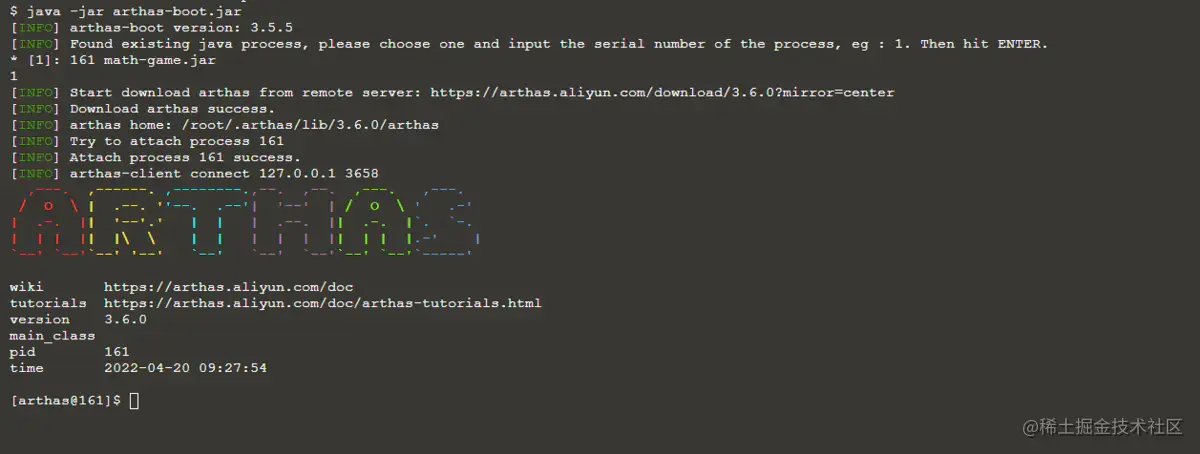 $ java -jar arthas-boot.jar
[INFO] arthas-boot version: 3.5.5
[INFO] Found existing java process, please choose one and input the serial number of the process, eg : 1. Then hit ENTER.
* [1]: 161 math-game.jar
1
[INFO] Start download arthas from remote server: https://arthas.aliyun.com/download/3.6.0?mirror=center
[INFO] Download arthas success.
[INFO] arthas home: /root/.arthas/lib/3.6.0/arthas
[INFO] Try to attach process 161
[INFO] Attach process 161 success.
[INFO] arthas-client connect 127.0.0.1 3658
ARTHAS
wiki https://arthas.aliyun.com/doc
tutorials https://arthas.aliyun.com/doc/arthas-tutorials.html
version 3.6.0
main_class
pid 161
time 2022-04-20 09:27:54
[arthas@161]$
@稀土掘金技术社区